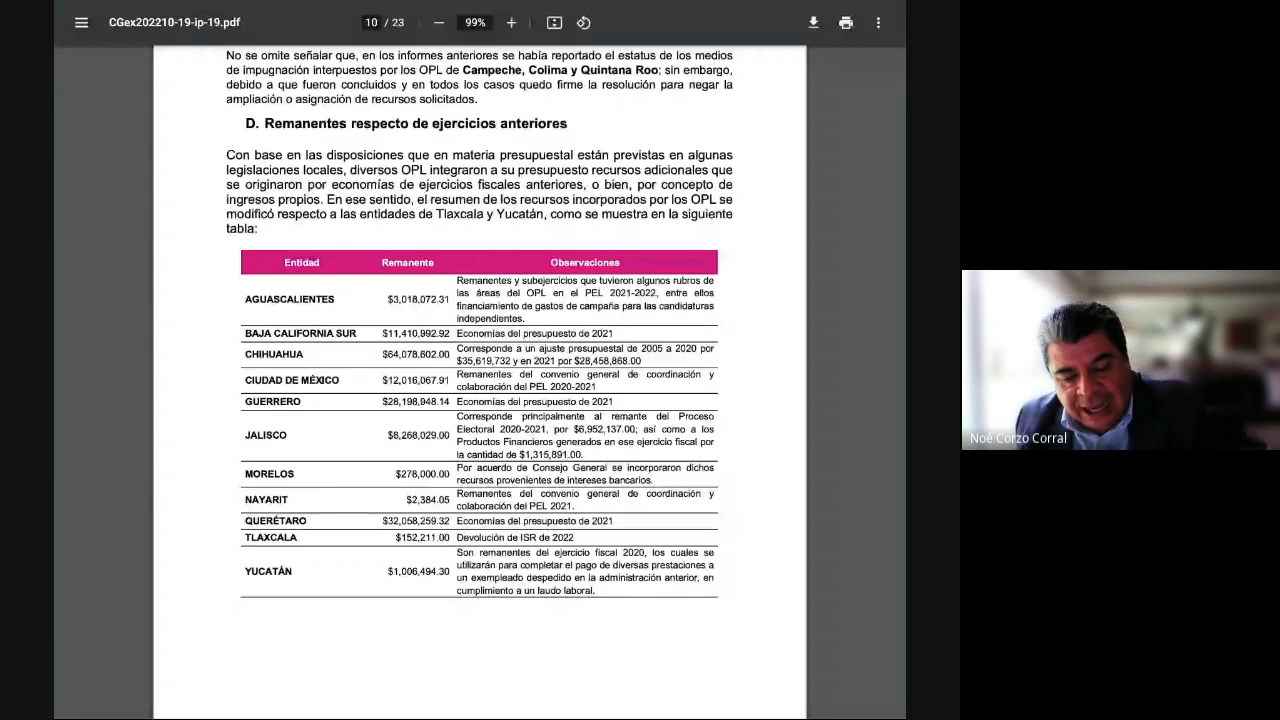 CGex202210-19-ip-19.pdf
10 / 23
99%
No se omite señalar que, en los informes anteriores se había reportado el estatus de los medios
de impugnación interpuestos por los OPL de Campeche, Colima y Quintana Roo; sin embargo,
debido a que fueron concluidos y en todos los casos quedo firme la resolución para negar la
ampliación o asignación de recursos solicitados.
D. Remanentes respecto de ejercicios anteriores
Con base en las disposiciones que en materia presupuestal están previstas en algunas
legislaciones locales, diversos OPL integraron a su presupuesto recursos adicionales que
se originaron por economías de ejercicios fiscales anteriores, o bien, por concepto de
ingresos propios. En ese sentido, el resumen de los recursos incorporados por los OPL se
modificó respecto a las entidades de Tlaxcala y Yucatán, como se muestra en la siguiente
tabla:
Entidad Remanente Observaciones
Remanentes y subejercicios que tuvieron algunos rubros de
las áreas del OPL en el PEL 2021-2022, entre ellos
AGUASCALIENTES $3,018,072.31
financiamiento de gastos de campaña para las candidaturas
independientes.
BAJA CALIFORNIA SUR $11,410,992.92 Economías del presupuesto de 2021
CHIHUAHUA $64,078,602.00 Corresponde a un ajuste presupuestal de 2005 a 2020 por
$35,619,732 y en 2021 por $28,458,868.00
CIUDAD DE MÉXICO $12,016,067.91 Remanentes del convenio general de coordinación y
colaboración del PEL 2020-2021
GUERRERO $28,198,948.14 Economías del presupuesto de 2021
Corresponde principalmente al remante del Proceso
Electoral 2020-2021, por $6,952,137.00; así como a los
JALISCO $8,268,029.00
Productos Financieros generados en ese ejercicio fiscal por
la cantidad de $1,315,891.00.
MORELOS $278,000.00 Por acuerdo de Consejo General se incorporaron dichos
recursos provenientes de intereses bancarios.
NAYARIT $2,384.05 Remanentes del convenio general de coordinación y
colaboración del PEL 2021.
QUERÉTARO $32,058,259.32 Economías del presupuesto de 2021
TLAXCALA $152,211.00 Devolución de ISR de 2022
Son remanentes del ejercicio fiscal 2020, los cuales se
utilizarán para completar el pago de diversas prestaciones a
YUCATÁN $1,006,494.30
un exempleado despedido en la administración anterior, en
cumplimiento a un laudo laboral.
Noé Corzo Corral